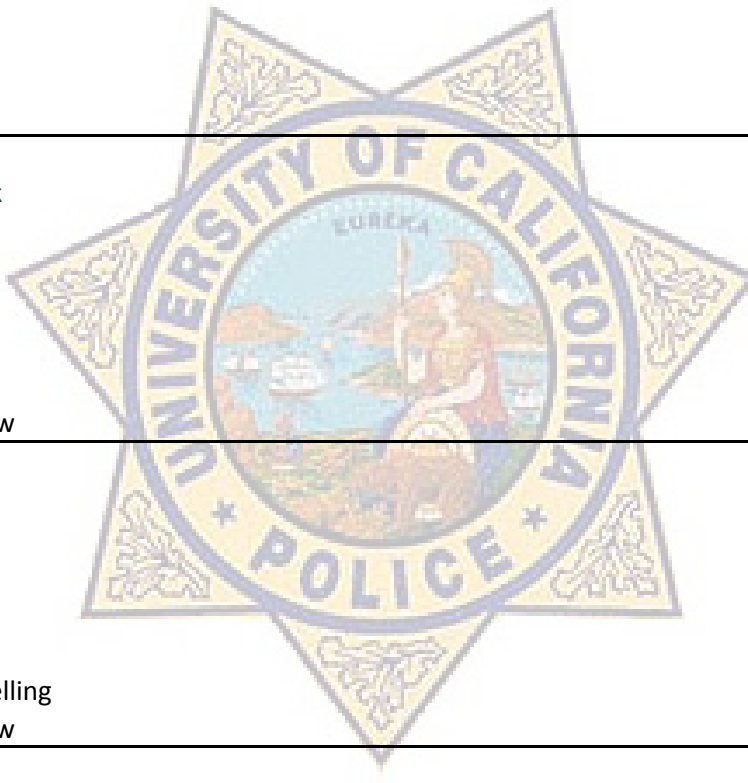 UNIVERSITY OF CALIFORNIA
EUREKA
elling
w
w
POLICE